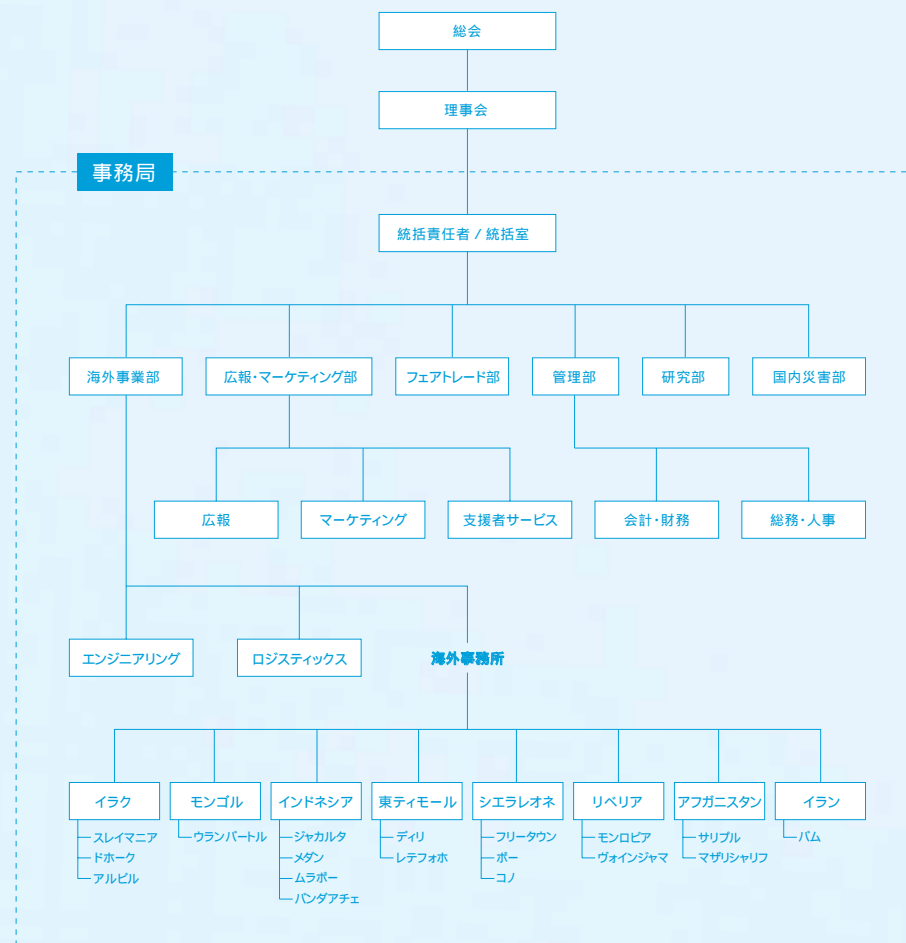 総会
理事会
事務局
統括責任者 / 統括室
海外事業部
広報・マーケティング部
フェアトレード部
管理部
研究部
国内災害部
広報
マーケティング
支援者サービス
会計・財務
総務・人事
エンジニアリング
ロジスティックス
海外事務所
イラク
モンゴル
インドネシア
東ティモール
シエラレオネ
リベリア
アフガニスタン
イラン
スレイマニア
ドホーク
アルビル
ウランバートル
ジャカルタ
メダン
ムラボー
バンダアチェ
ディリ
レテフォホ
フリータウン
ボー
コノ
モンロビア
ヴォインジャマ
サリプル
マザリシャリフ
バム